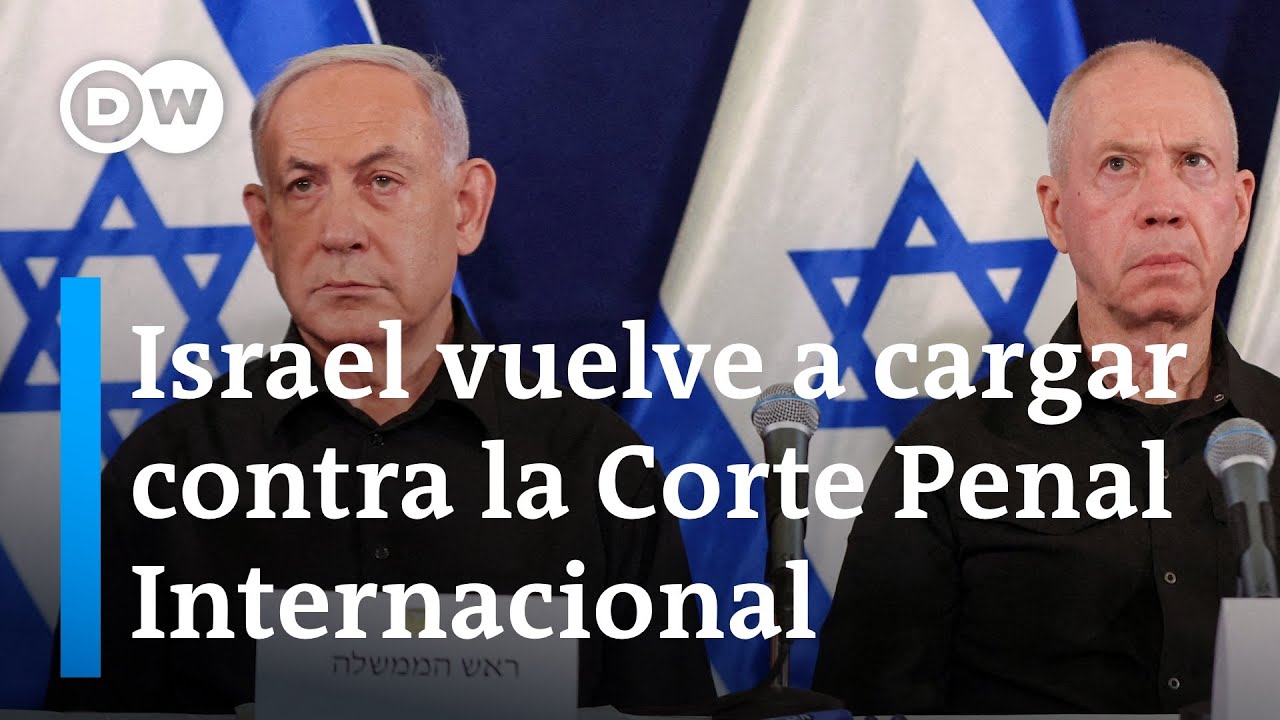 DW
Israel vuelve a cargar
contra la Corte Penal
Internacional
ראש הממשלה